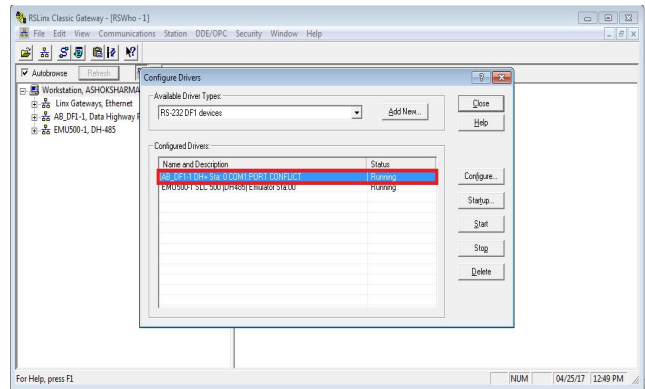 RSLinx Classic Gateway - [RSWho - 1]
File Edit View Communications Station DDE/OPC Security Window Help
Autobrowse Refresh
Workstation, ASHOKSHARMA
Linx Gateways, Ethernet
AB_DF1-1, Data Highway
EMU500-1, DH-485
Configure Drivers
Available Driver Types:
RS-232 DF1 devices
Add New...
Close
Help
Configured Drivers:
Name and Description Status
AB_DF1-1 DH+ Sta: 0 COM1:PORT CONFLICT Running
EMU500-1 SLC 500 (DH485) Emulator Sta:00 Running
Configure...
Startup...
Start
Stop
Delete
For Help, press F1
NUM 04/25/17 12:49 PM